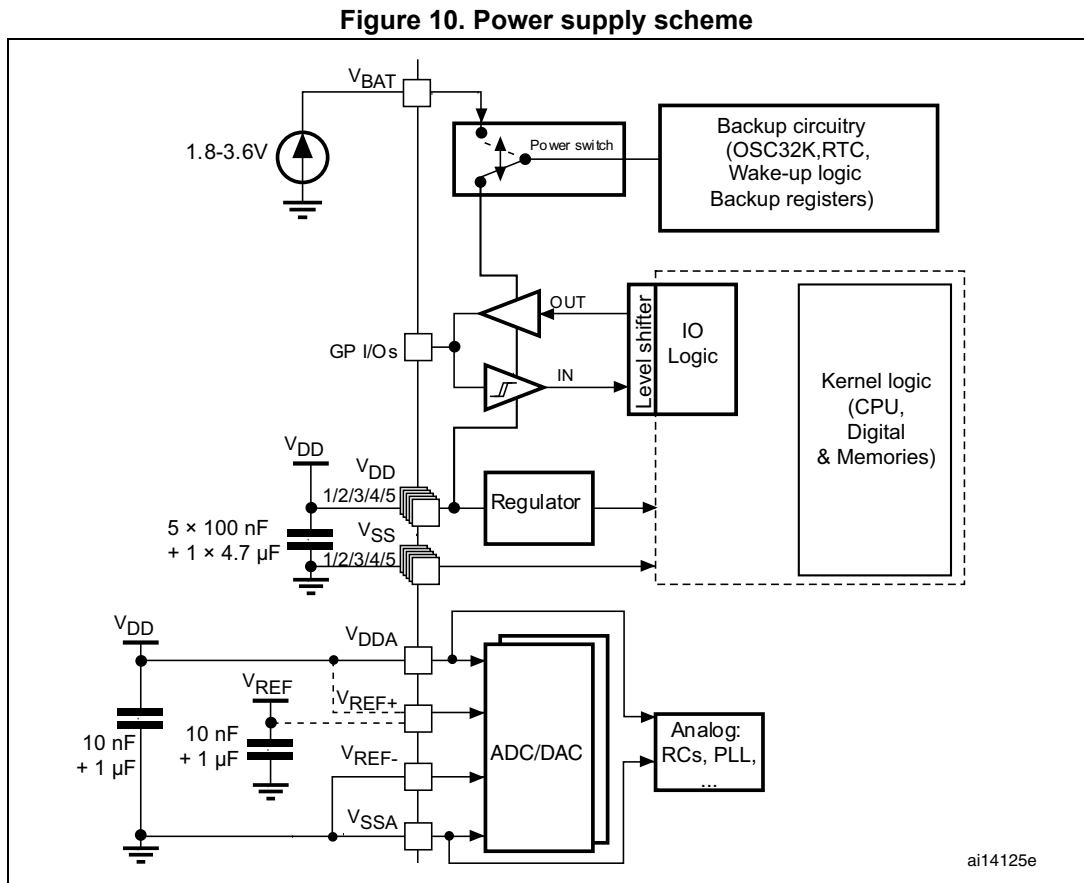 Figure 10. Power supply scheme
VBAT
1.8-3.6V
Power switch
Backup circuitry
(OSC32K,RTC,
Wake-up logic
Backup registers)
GP I/Os
OUT
IN
Level shifter
IO
Logic
Kernel logic
(CPU,
Digital
& Memories)
VDD
VDD
1/2/3/4/5
Regulator
5 × 100 nF
+ 1 × 4.7 µF
VSS
1/2/3/4/5
VDD
VDDA
VREF
VREF+
10 nF
+ 1 µF
10 nF
+ 1 µF
VREF-
VSSA
ADC/DAC
Analog:
RCs, PLL,
...
ai14125e